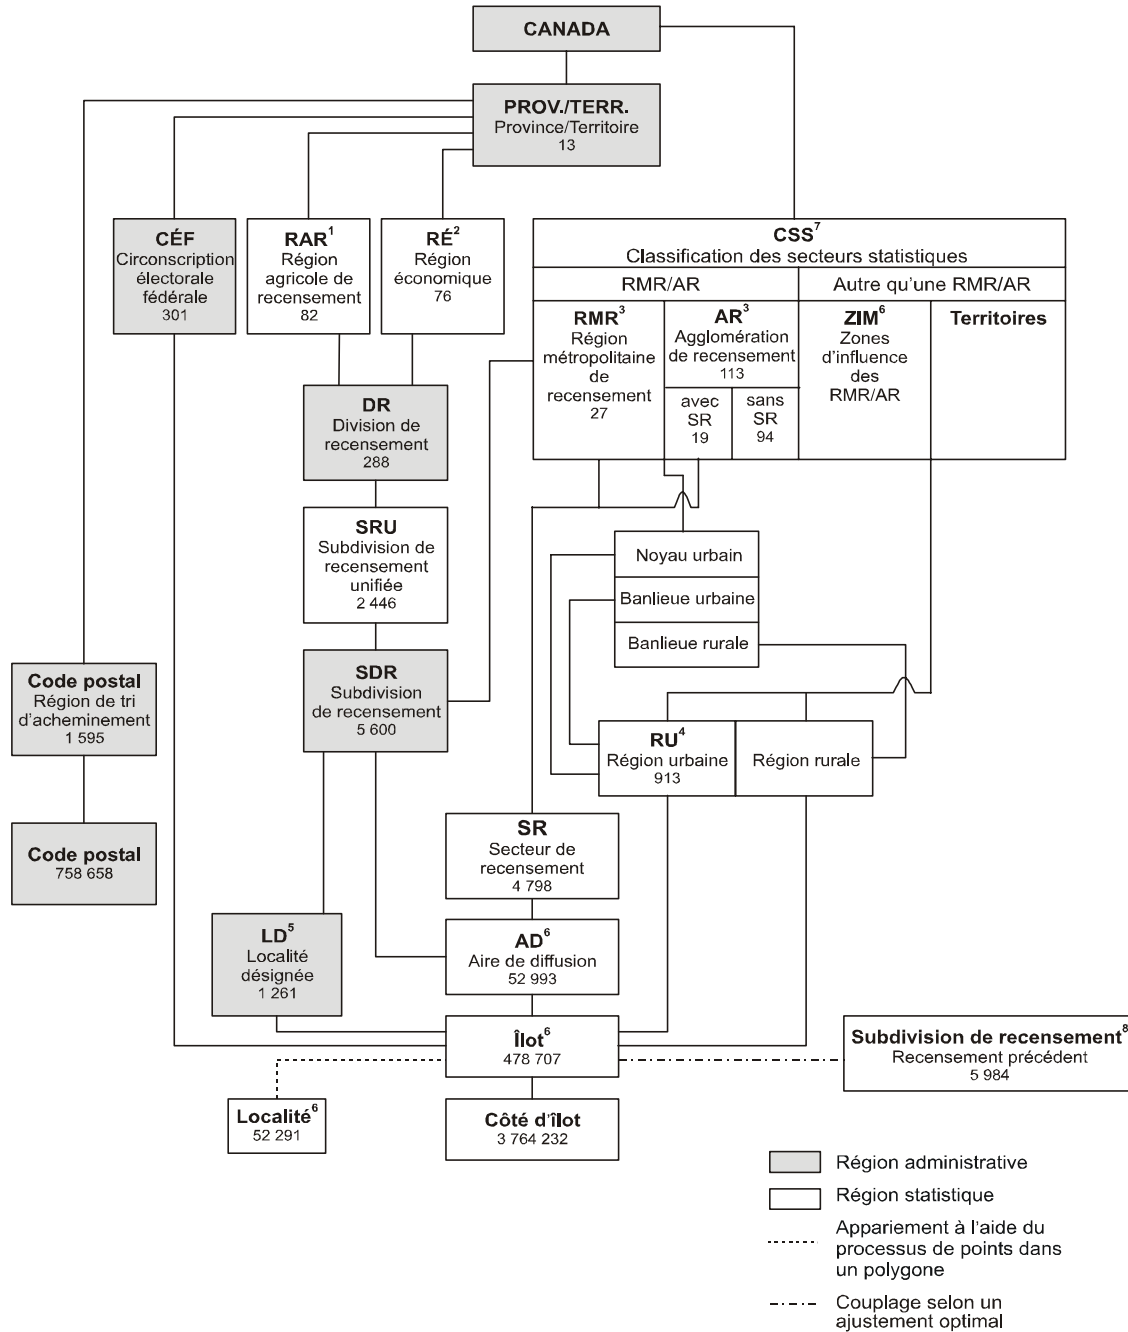 CANADA
PROV./TERR.
Province/Territoire
13
CÉF
Circonscription
électorale
fédérale
301
RAR1
Région
agricole de
recensement
82
RÉ2
Région
économique
76
CSS7
Classification des secteurs statistiques
RMR/AR
Autre qu'une RMR/AR
RMR3
Région
métropolitaine
de
recensement
27
AR3
Agglomération
de recensement
113
avec
SR
19
sans
SR
94
ZIM6
Zones
d'influence
des
RMR/AR
Territoires
DR
Division de
recensement
288
SRU
Subdivision de
recensement
unifiée
2 446
Noyau urbain
Banlieue urbaine
Banlieue rurale
Code postal
Région de tri
d'acheminement
1 595
SDR
Subdivision
de recensement
5 600
RU4
Région urbaine
913
Région rurale
Code postal
758 658
SR
Secteur de
recensement
4 798
LD5
Localité
désignée
1 261
AD6
Aire de diffusion
52 993
Îlot6
478 707
Subdivision de recensement8
Recensement précédent
5 984
Localité6
52 291
Côté d'îlot
3 764 232
Région administrative
Région statistique
Appariement à l'aide du
processus de points dans
un polygone
Couplage selon un
ajustement optimal